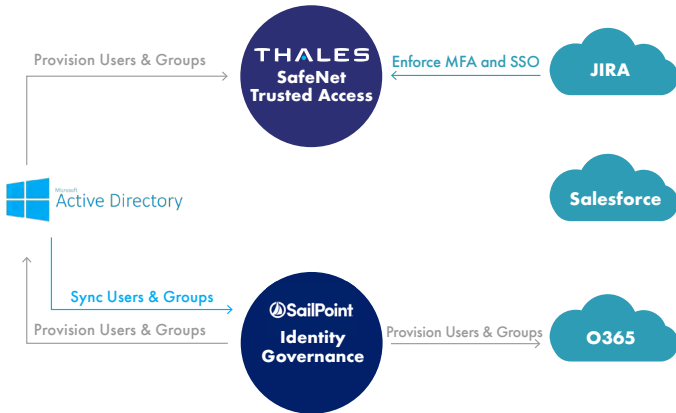 Provision Users & Groups
THALES
SafeNet
Trusted Access
Enforce MFA and SSO
JIRA
Microsoft
Active Directory
Salesforce
Sync Users & Groups
Provision Users & Groups
SailPoint
Identity
Governance
Provision Users & Groups
O365